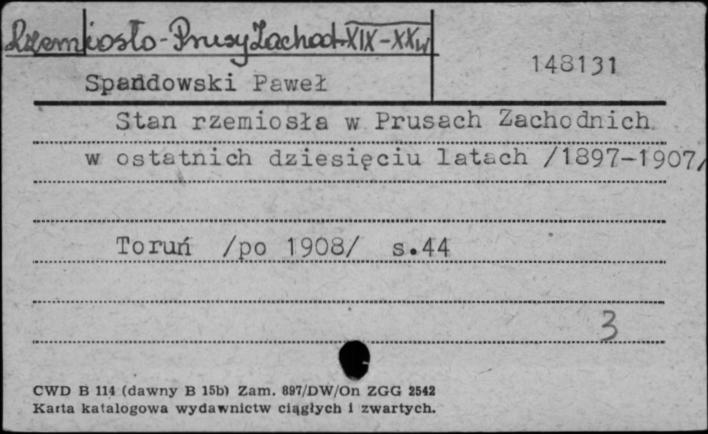 Rzemiosło-Prusy Zachod-XIX-XXw
148131
Spandowski Paweł
Stan rzemiosła w Prusach Zachodnich
w ostatnich dziesięciu latach /1897-1907/
Toruń /po 1908/ s.44
3
CWD B 114 (dawny B 15b) Zam. 897/DW/On ZGG 2542
Karta katalogowa wydawnictw ciągłych i zwartych.